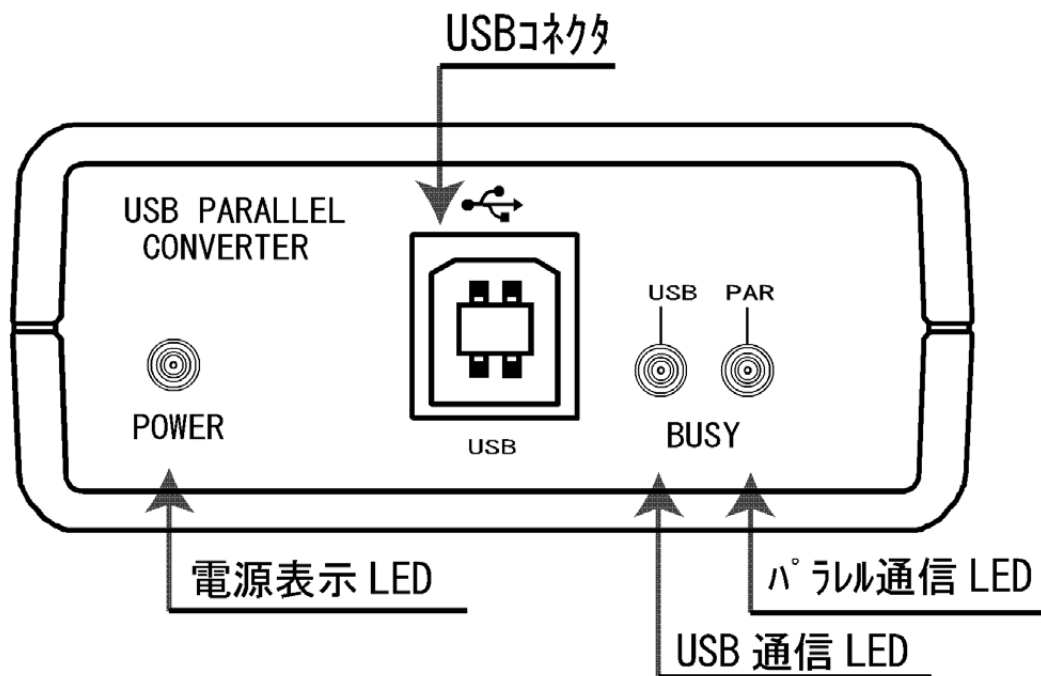 USBｺﾈｸﾀ
USB PARALLEL
CONVERTER
USB PAR
POWER
USB
BUSY
電源表示 LED
ﾊﾟﾗﾚﾙ通信 LED
USB 通信 LED